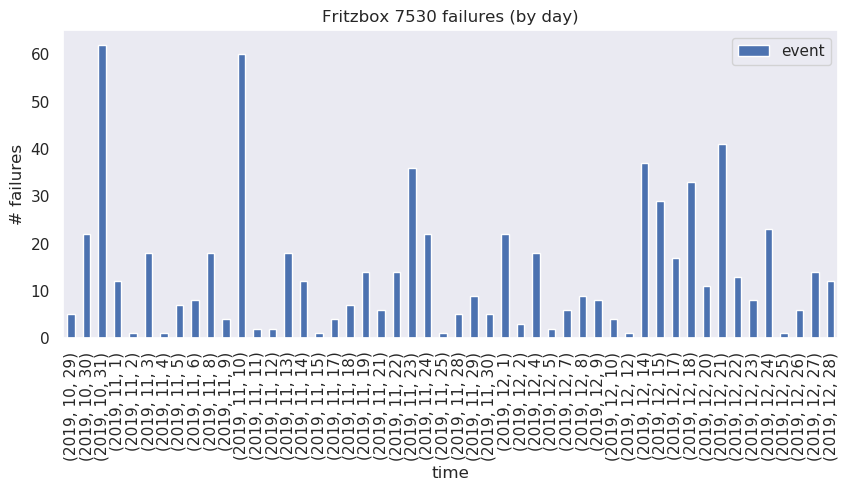 Fritzbox 7530 failures (by day)
event
# failures
60
50
40
30
20
10
0
(2019, 10, 29)
(2019, 10, 30)
(2019, 10, 31)
(2019, 11, 1)
(2019, 11, 2)
(2019, 11, 3)
(2019, 11, 4)
(2019, 11, 5)
(2019, 11, 6)
(2019, 11, 8)
(2019, 11, 9)
(2019, 11, 10)
(2019, 11, 11)
(2019, 11, 12)
(2019, 11, 13)
(2019, 11, 14)
(2019, 11, 15)
(2019, 11, 17)
(2019, 11, 18)
(2019, 11, 19)
(2019, 11, 21)
(2019, 11, 22)
(2019, 11, 23)
(2019, 11, 24)
(2019, 11, 25)
(2019, 11, 28)
(2019, 11, 29)
(2019, 11, 30)
(2019, 12, 1)
(2019, 12, 2)
(2019, 12, 4)
(2019, 12, 5)
(2019, 12, 7)
(2019, 12, 8)
(2019, 12, 9)
(2019, 12, 10)
(2019, 12, 12)
(2019, 12, 14)
(2019, 12, 15)
(2019, 12, 17)
(2019, 12, 18)
(2019, 12, 20)
(2019, 12, 21)
(2019, 12, 22)
(2019, 12, 23)
(2019, 12, 24)
(2019, 12, 25)
(2019, 12, 26)
(2019, 12, 27)
(2019, 12, 28)
time